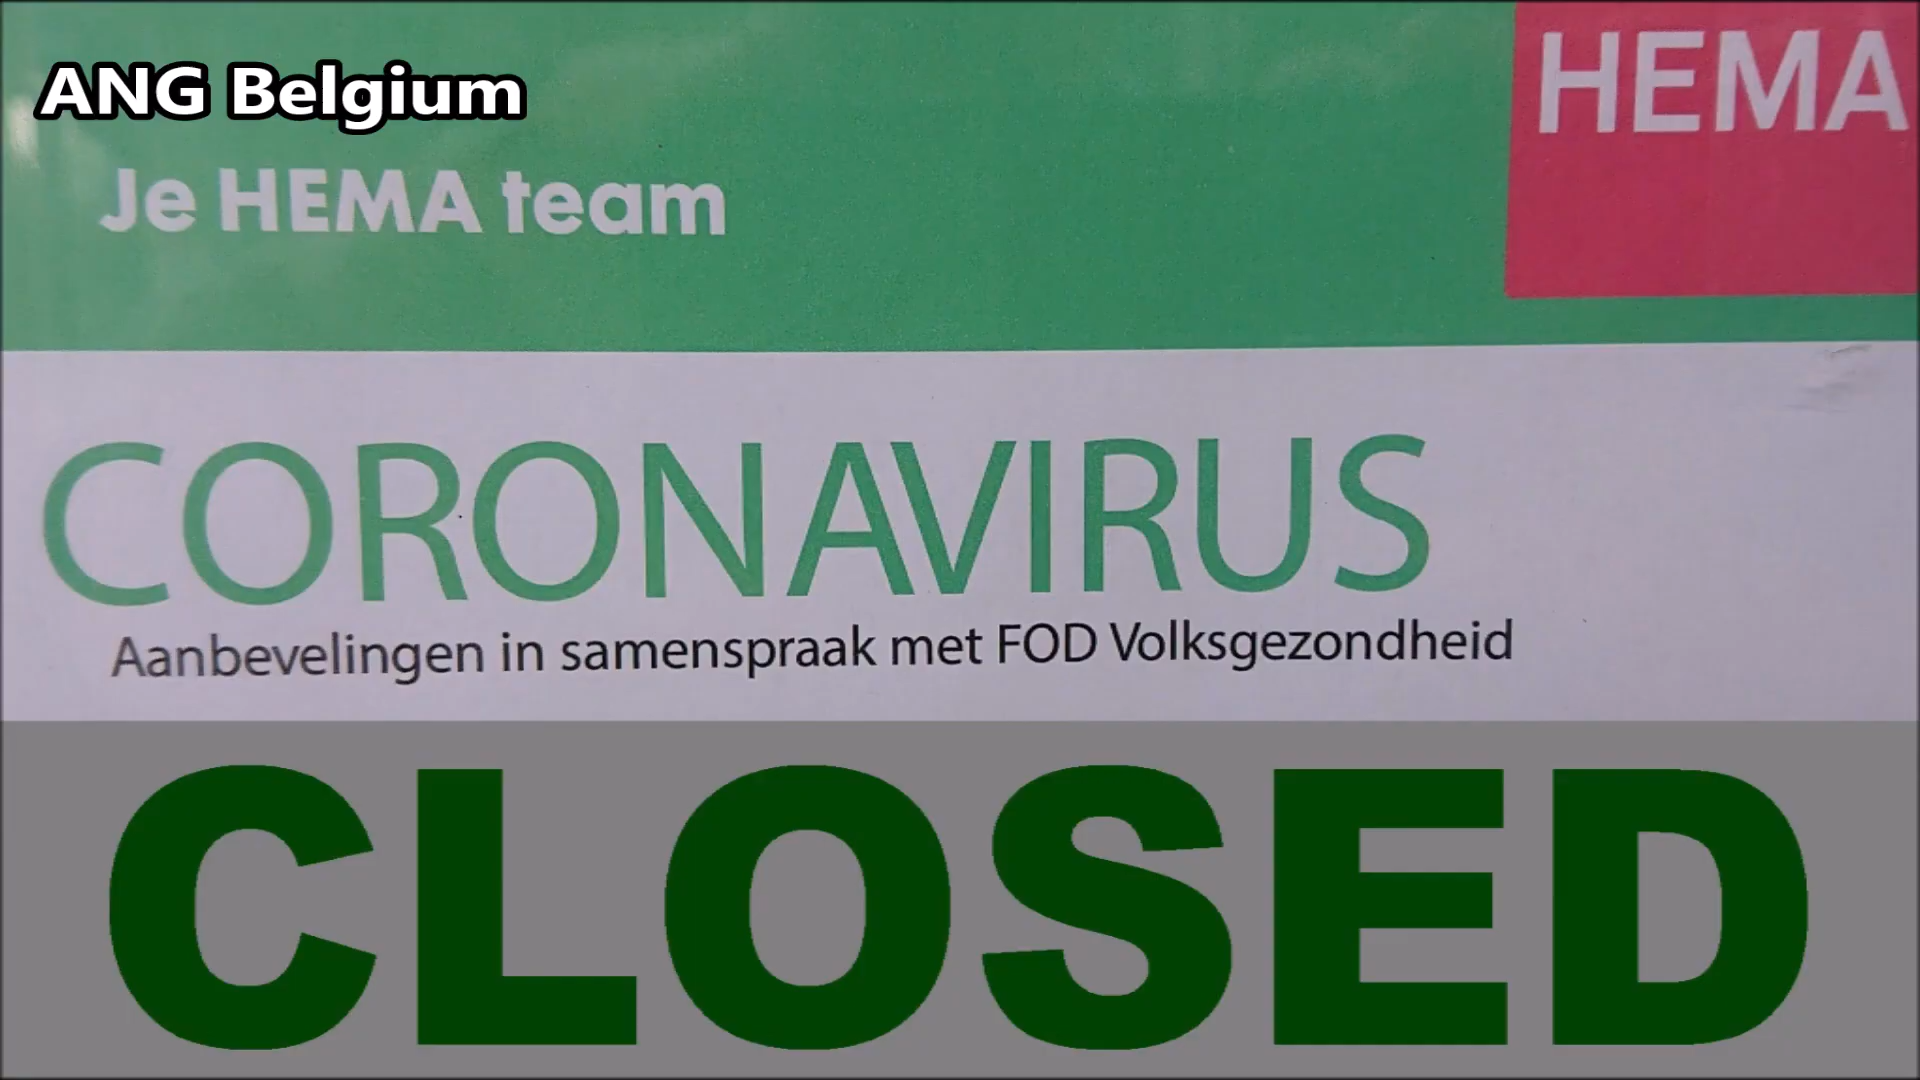 ANG Belgium
HEMA
Je HEMA team
CORONAVIRUS
Aanbevelingen in samenspraak met FOD Volksgezondheid
CLOSED